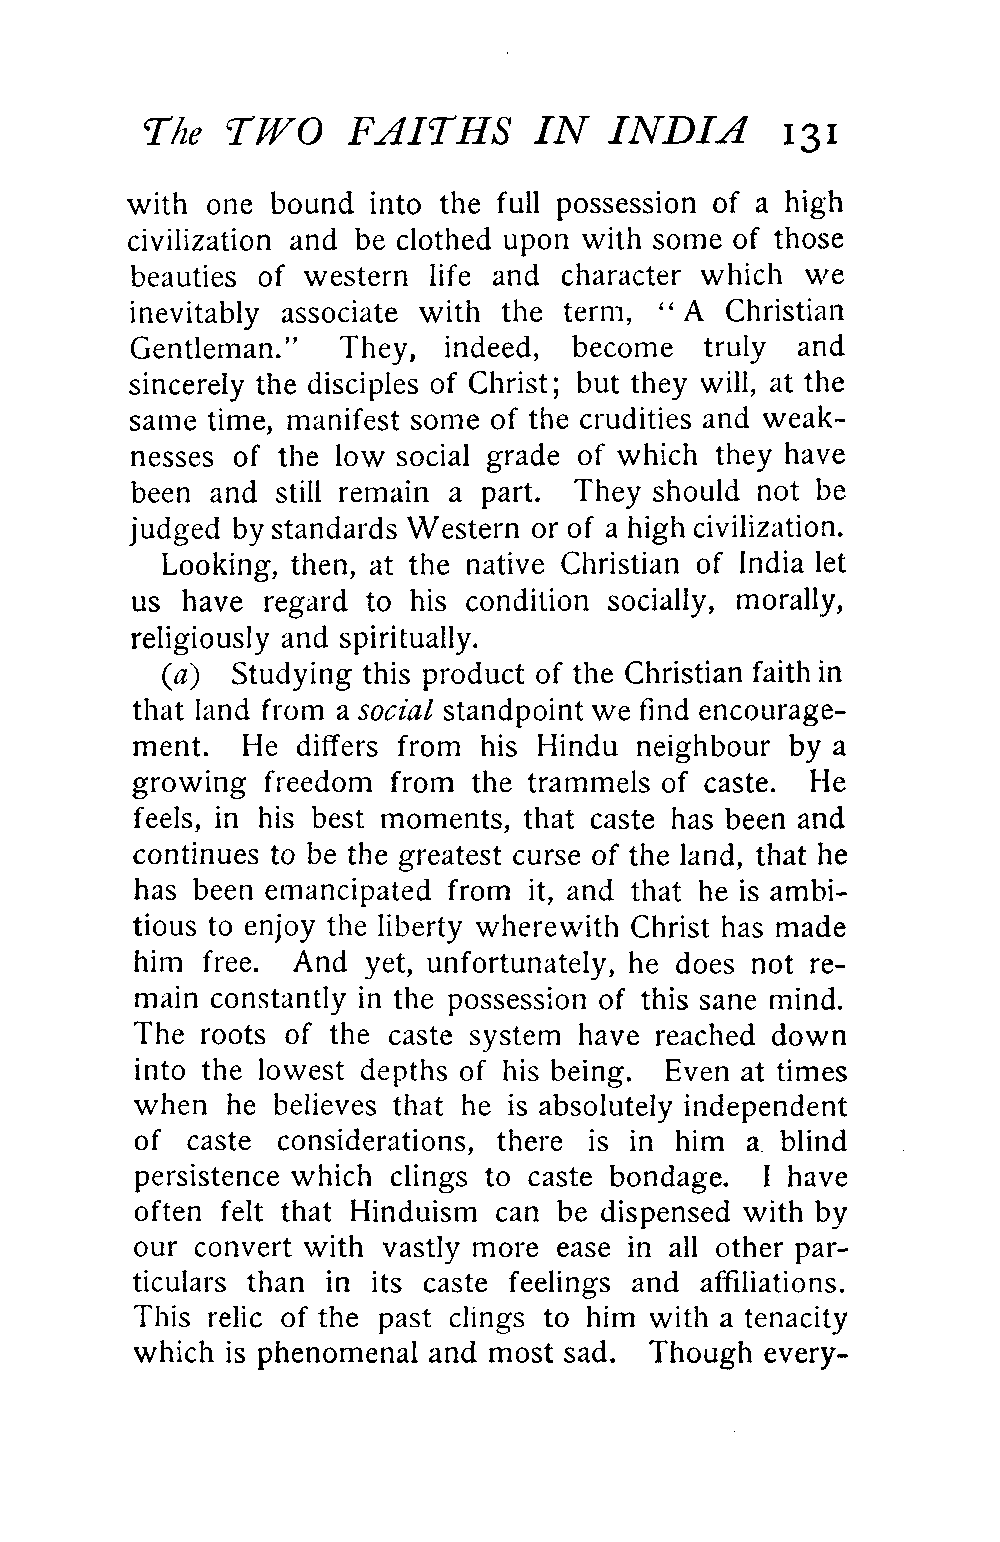 The TWO FAITHS IN INDIA 131
with one bound into the full possession of a high
civilization and be clothed upon with some of those
beauties of western life and character which we
inevitably associate with the term, “ A Christian
Gentleman.” They, indeed, become truly and
sincerely the disciples of Christ; but they will, at the
same time, manifest some of the crudities and weak-
nesses of the low social grade of which they have
been and still remain a part. They should not be
judged by standards Western or of a high civilization.
Looking, then, at the native Christian of India let
us have regard to his condition socially, morally,
religiously and spiritually.
(a) Studying this product of the Christian faith in
that land from a social standpoint we find encourage-
ment. He differs from his Hindu neighbour by a
growing freedom from the trammels of caste. He
feels, in his best moments, that caste has been and
continues to be the greatest curse of the land, that he
has been emancipated from it, and that he is ambi-
tious to enjoy the liberty wherewith Christ has made
him free. And yet, unfortunately, he does not re-
main constantly in the possession of this sane mind.
The roots of the caste system have reached down
into the lowest depths of his being. Even at times
when he believes that he is absolutely independent
of caste considerations, there is in him a blind
persistence which clings to caste bondage. I have
often felt that Hinduism can be dispensed with by
our convert with vastly more ease in all other par-
ticulars than in its caste feelings and affiliations.
This relic of the past clings to him with a tenacity
which is phenomenal and most sad. Though every-